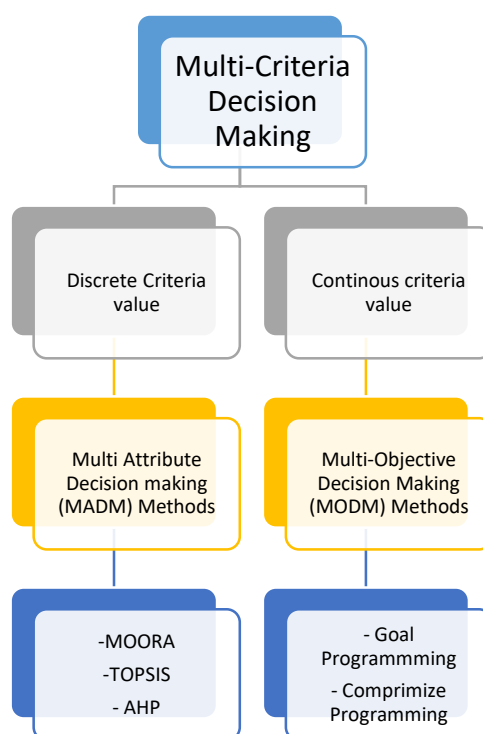 Multi-Criteria
Decision
Making
Discrete Criteria
value
Continous criteria
value
Multi Attribute
Decision making
(MADM) Methods
Multi-Objective
Decision Making
(MODM) Methods
-MOORA
-TOPSIS
- AHP
- Goal
Programmming
- Comprimize
Programming